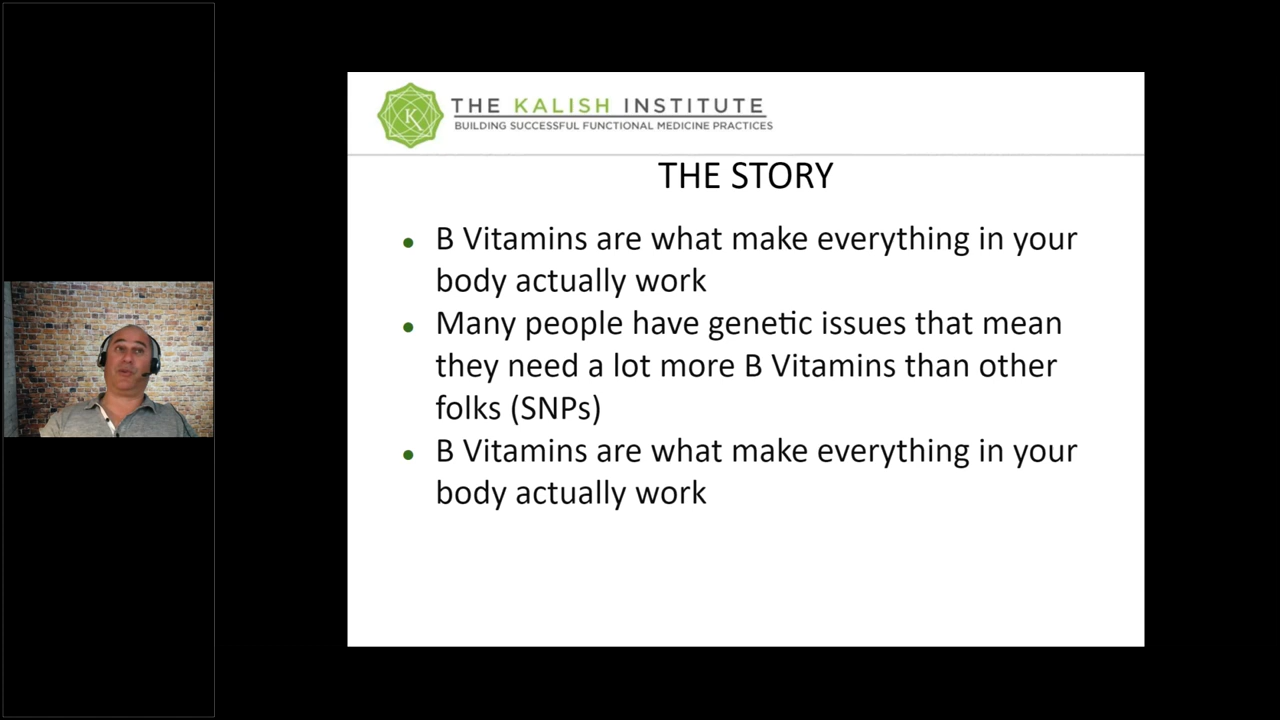 THE KALISH INSTITUTE
BUILDING SUCCESSFUL FUNCTIONAL MEDICINE PRACTICES
THE STORY
• B Vitamins are what make everything in your
body actually work
• Many people have genetic issues that mean
they need a lot more B Vitamins than other
folks (SNPs)
• B Vitamins are what make everything in your
body actually work